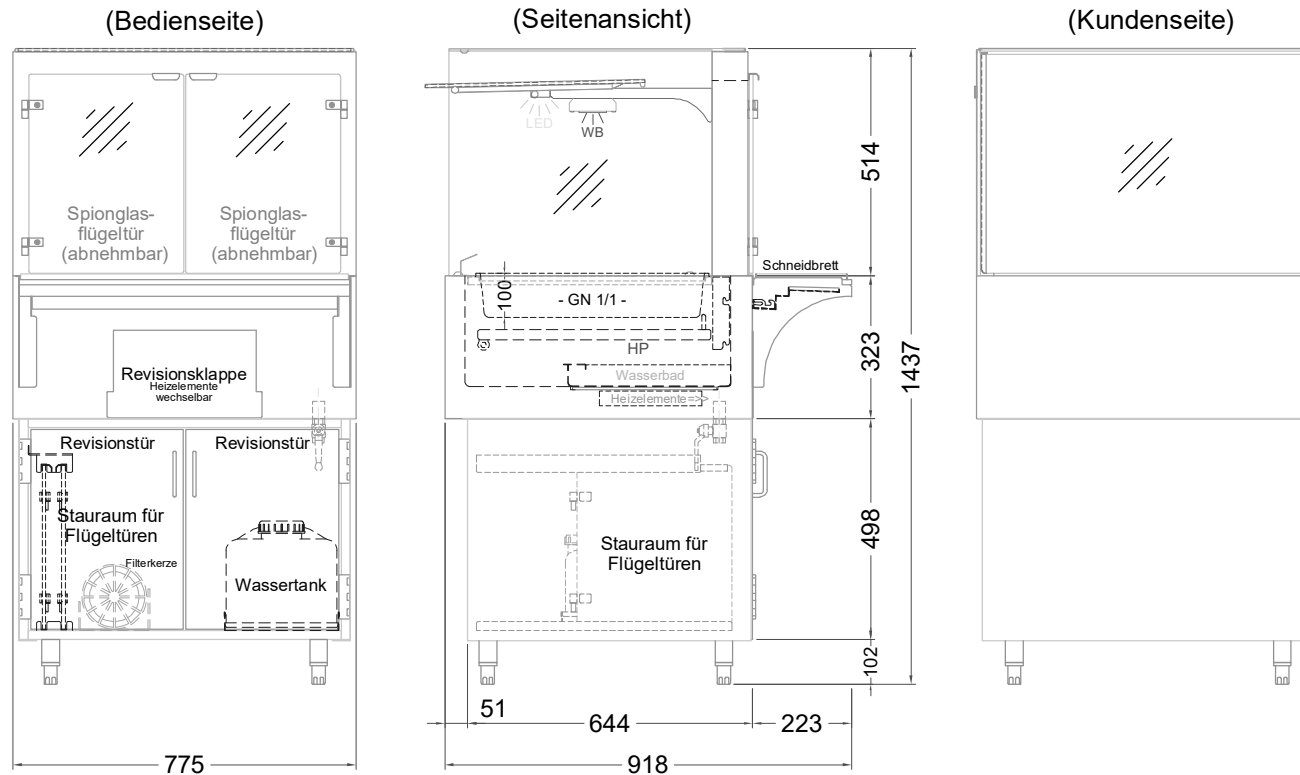 (Bedienseite)
(Seitenansicht)
(Kundenseite)
LED
WB
Spionglas-
flügeltür
(abnehmbar)
Spionglas-
flügeltür
(abnehmbar)
514
Schneidbrett
100
- GN 1/1 -
HP
323
1437
Revisionsklappe
Heizelemente
wechselbar
Wasserbad
Heizelemente=>>
Revisionstür
Revisionstür
Stauraum für
Flügeltüren
Filterkerze
Wassertank
Stauraum für
Flügeltüren
498
102
51
644
223
775
918